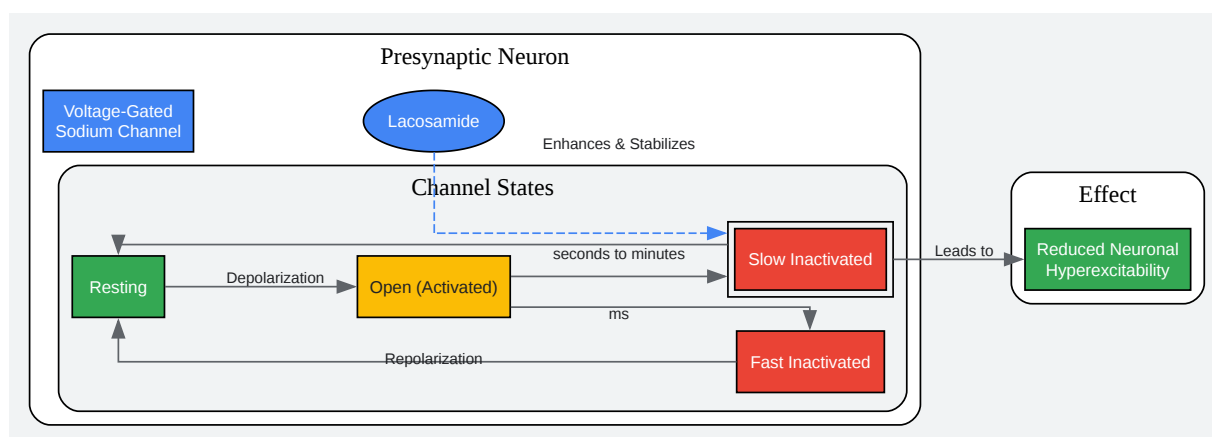 Presynaptic Neuron
Voltage-Gated
Sodium Channel
Lacosamide
Enhances & Stabilizes
Channel States
Effect
Resting
Depolarization
Open (Activated)
seconds to minutes
Slow Inactivated
Leads to
Reduced Neuronal
Hyperexcitability
ms
Repolarization
Fast Inactivated